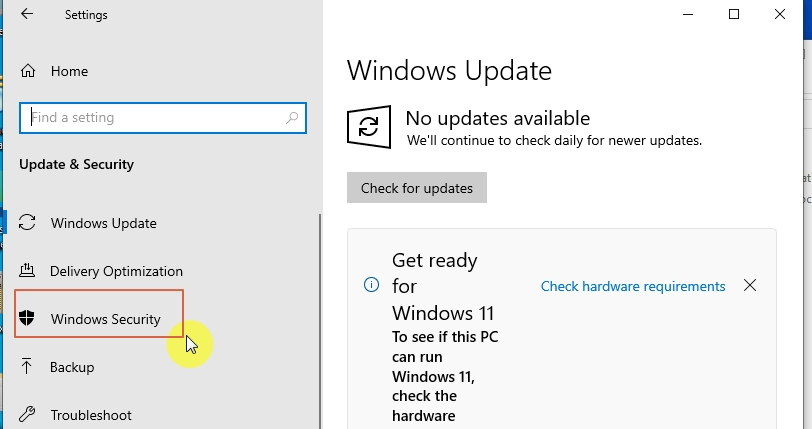 Settings
Home
Find a setting
Update & Security
Windows Update
Delivery Optimization
Windows Security
Backup
Troubleshoot
Windows Update
No updates available
We'll continue to check daily for newer updates.
Check for updates
Get ready
for
Windows 11
Check hardware requirements
To see if this PC
can run
Windows 11,
check the
hardware